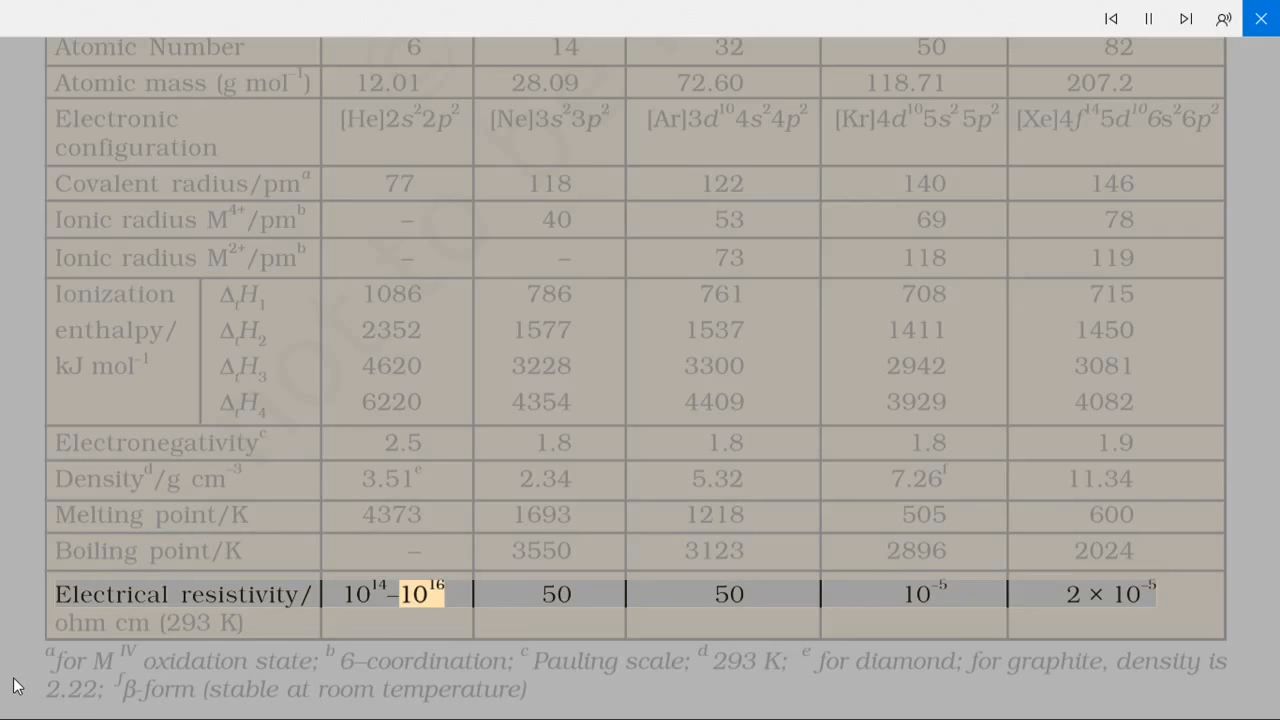 Atomic Number 6 14 32 50 82
Atomic mass (g mol⁻¹) 12.01 28.09 72.60 118.71 207.2
Electronic configuration [He]2s²2p² [Ne]3s²3p² [Ar]3d¹⁰4s²4p² [Kr]4d¹⁰5s²5p² [Xe]4f¹⁴5d¹⁰6s²6p²
Covalent radius/pmᵃ 77 118 122 140 146
Ionic radius M⁴⁺/pmᵇ – 40 53 69 78
Ionic radius M²⁺/pmᵇ – – 73 118 119
Ionization ΔᵢH₁ 1086 786 761 708 715
enthalpy/ ΔᵢH₂ 2352 1577 1537 1411 1450
kJ mol⁻¹ ΔᵢH₃ 4620 3228 3300 2942 3081
ΔᵢH₄ 6220 4354 4409 3929 4082
Electronegativityᶜ 2.5 1.8 1.8 1.8 1.9
Densityᵈ/g cm⁻³ 3.51ᵉ 2.34 5.32 7.26ᶠ 11.34
Melting point/K 4373 1693 1218 505 600
Boiling point/K – 3550 3123 2896 2024
Electrical resistivity/ 10¹⁴–10¹⁶ 50 50 10⁻⁵ 2 × 10⁻⁵
ohm cm (293 K)
ᵃfor M ᴵⱽ oxidation state; ᵇ 6–coordination; ᶜ Pauling scale; ᵈ 293 K; ᵉ for diamond; for graphite, density is
2.22; ᶠβ-form (stable at room temperature)